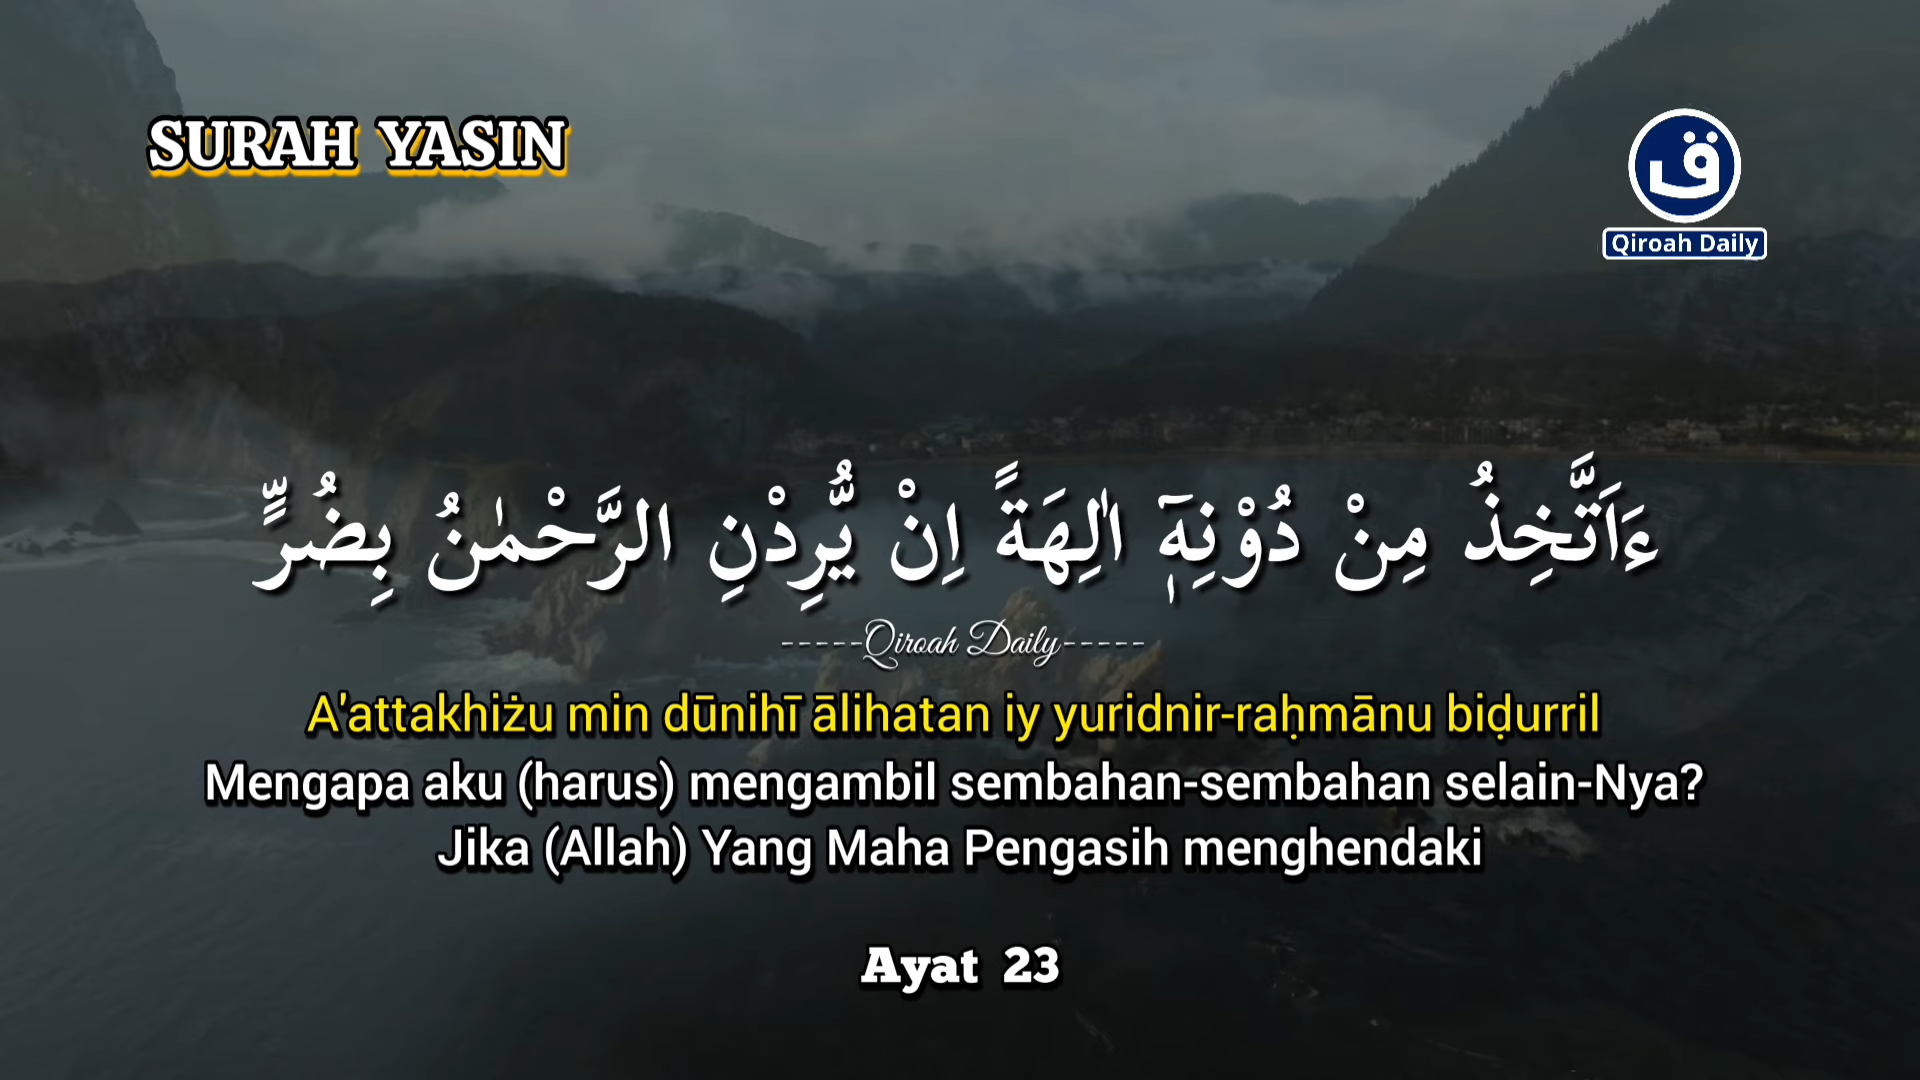 SURAH YASIN
ق
Qiroah Daily
ءَاَتَّخِذُ مِنْ دُوْنِهٖٓ اٰلِهَةً اِنْ يُّرِدْنِ الرَّحْمٰنُ بِضُرٍّ
-----Qiroah Daily-----
A'attakhiżu min dūnihī ālihatan iy yuridnir-raḥmānu biḍurril
Mengapa aku (harus) mengambil sembahan-sembahan selain-Nya?
Jika (Allah) Yang Maha Pengasih menghendaki
Ayat 23